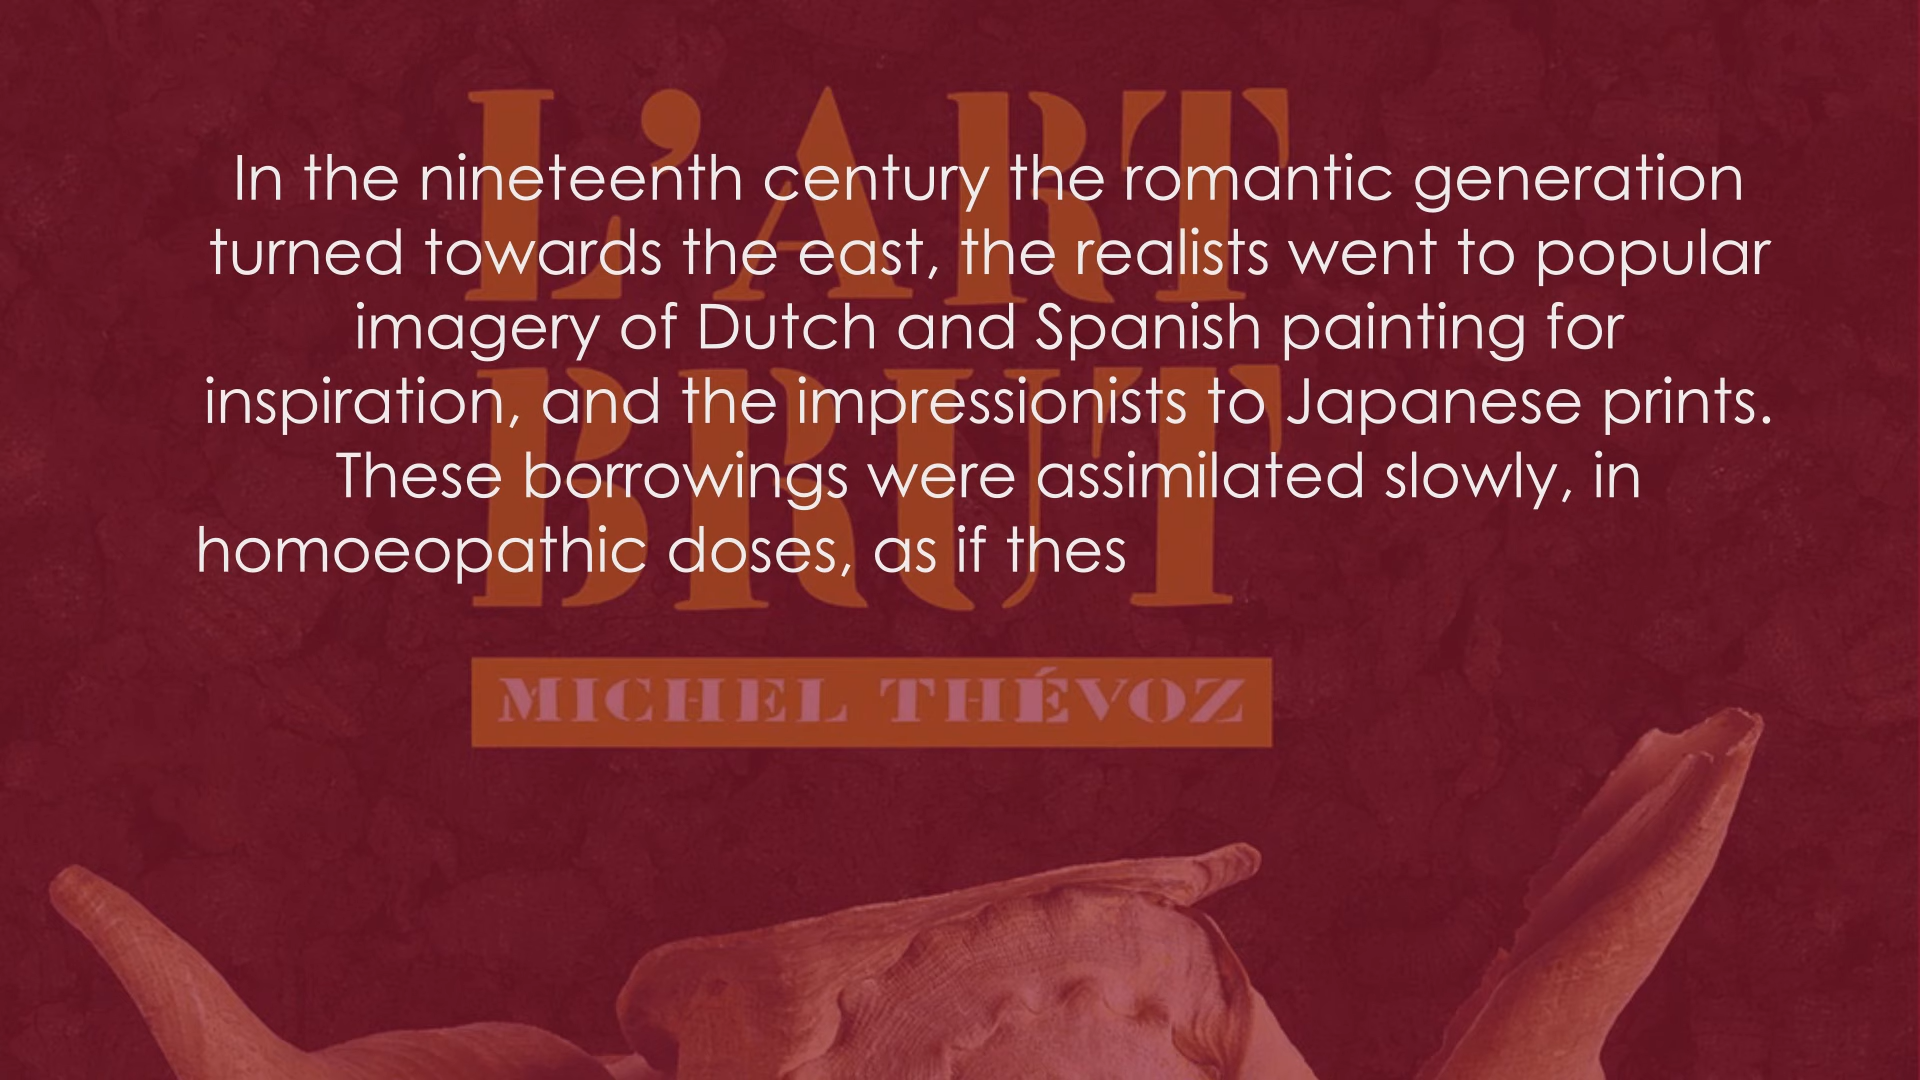 L'ART
BRUT
MICHEL THÉVOZ
In the nineteenth century the romantic generation
turned towards the east, the realists went to popular
imagery of Dutch and Spanish painting for
inspiration, and the impressionists to Japanese prints.
These borrowings were assimilated slowly, in
homoeopathic doses, as if thes